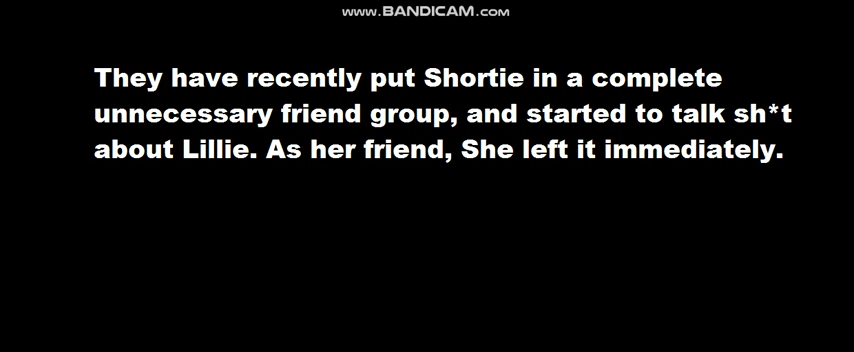 www.BANDICAM.com
They have recently put Shortie in a complete
unnecessary friend group, and started to talk sh*t
about Lillie. As her friend, She left it immediately.